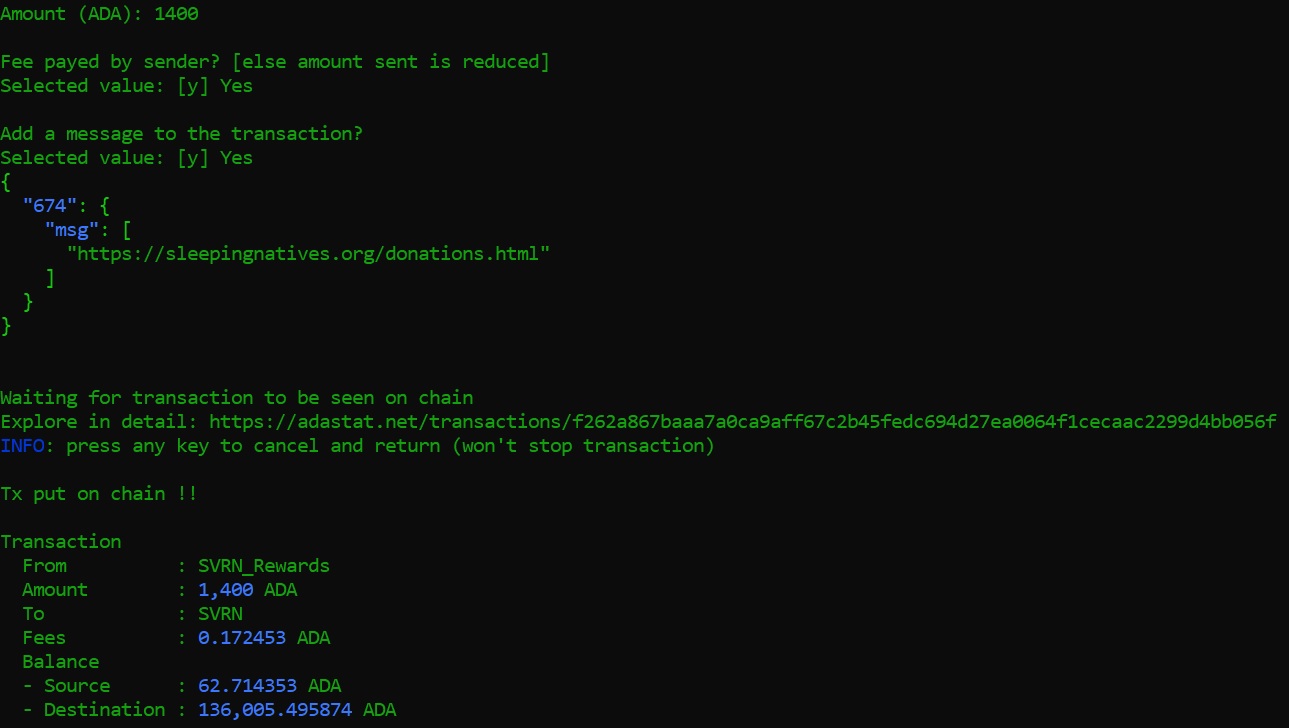 Amount (ADA): 1400
Fee payed by sender? [else amount sent is reduced]
Selected value: [y] Yes
Add a message to the transaction?
Selected value: [y] Yes
{
  "674": {
    "msg": [
      "https://sleepingnatives.org/donations.html"
    ]
  }
}
Waiting for transaction to be seen on chain
Explore in detail: https://adastat.net/transactions/f262a867baaa7a0ca9aff67c2b45fedc694d27ea0064f1cecaac2299d4bb056f
INFO: press any key to cancel and return (won't stop transaction)
Tx put on chain !!
Transaction
  From          : SVRN_Rewards
  Amount        : 1,400 ADA
  To            : SVRN
  Fees          : 0.172453 ADA
  Balance
  - Source      : 62.714353 ADA
  - Destination : 136,005.495874 ADA